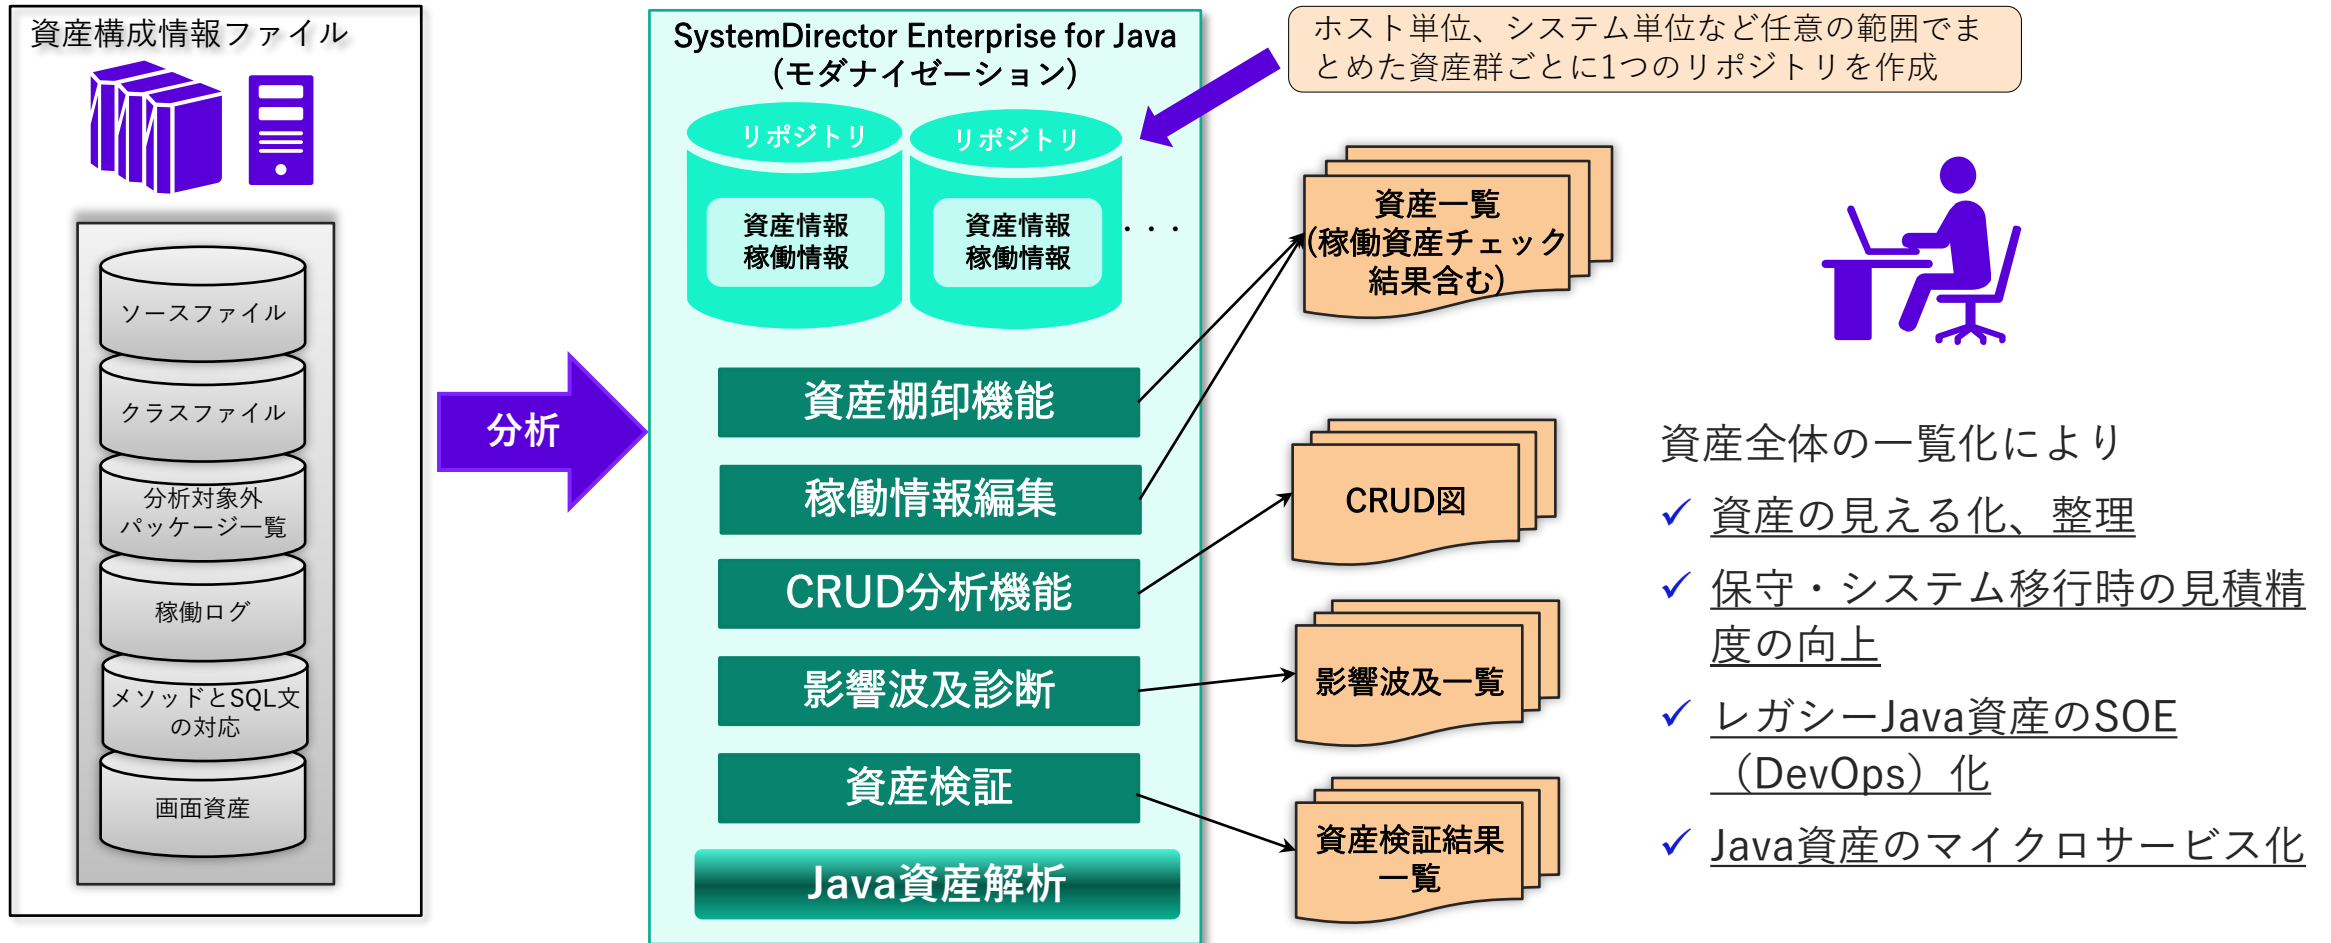 資産構成情報ファイル
ソースファイル
クラスファイル
分析対象外
パッケージ一覧
稼働ログ
メソッドとSQL文
の対応
画面資産
分析
SystemDirector Enterprise for Java
(モダナイゼーション)
リポジトリ
資産情報
稼働情報
リポジトリ
資産情報
稼働情報
・・・
資産棚卸機能
稼働情報編集
CRUD分析機能
影響波及診断
資産検証
Java資産解析
ホスト単位、システム単位など任意の範囲でま
とめた資産群ごとに1つのリポジトリを作成
資産一覧
(稼働資産チェック
結果含む)
CRUD図
影響波及一覧
資産検証結果
一覧
資産全体の一覧化により
✓ 資産の見える化、整理
✓ 保守・システム移行時の見積精
度の向上
✓ レガシーJava資産のSOE
（DevOps）化
✓ Java資産のマイクロサービス化